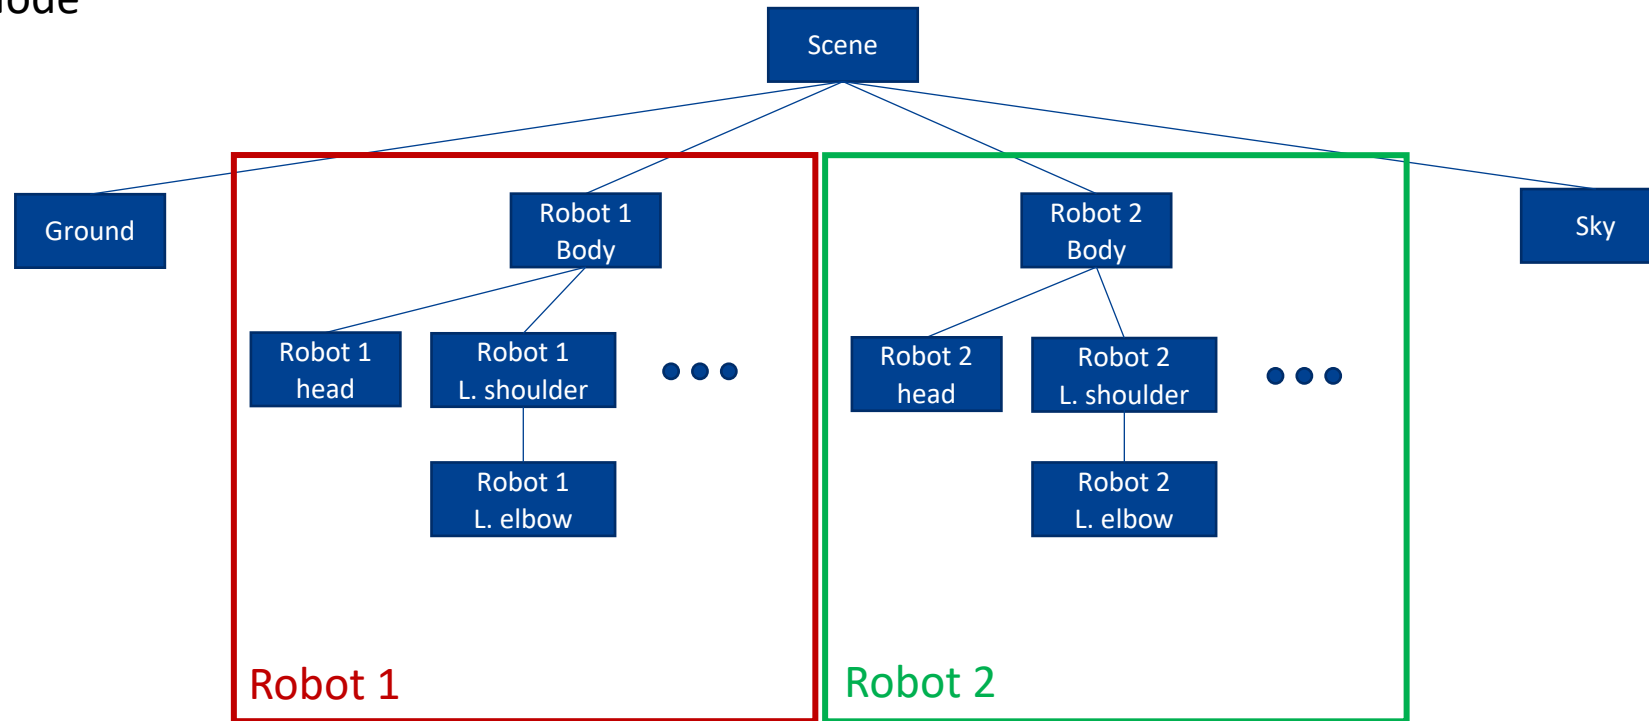 Scene
Ground
Robot 1
Body
Robot 2
Body
Sky
Robot 1
head
Robot 1
L. shoulder
Robot 2
head
Robot 2
L. shoulder
Robot 1
L. elbow
Robot 2
L. elbow
Robot 1
Robot 2